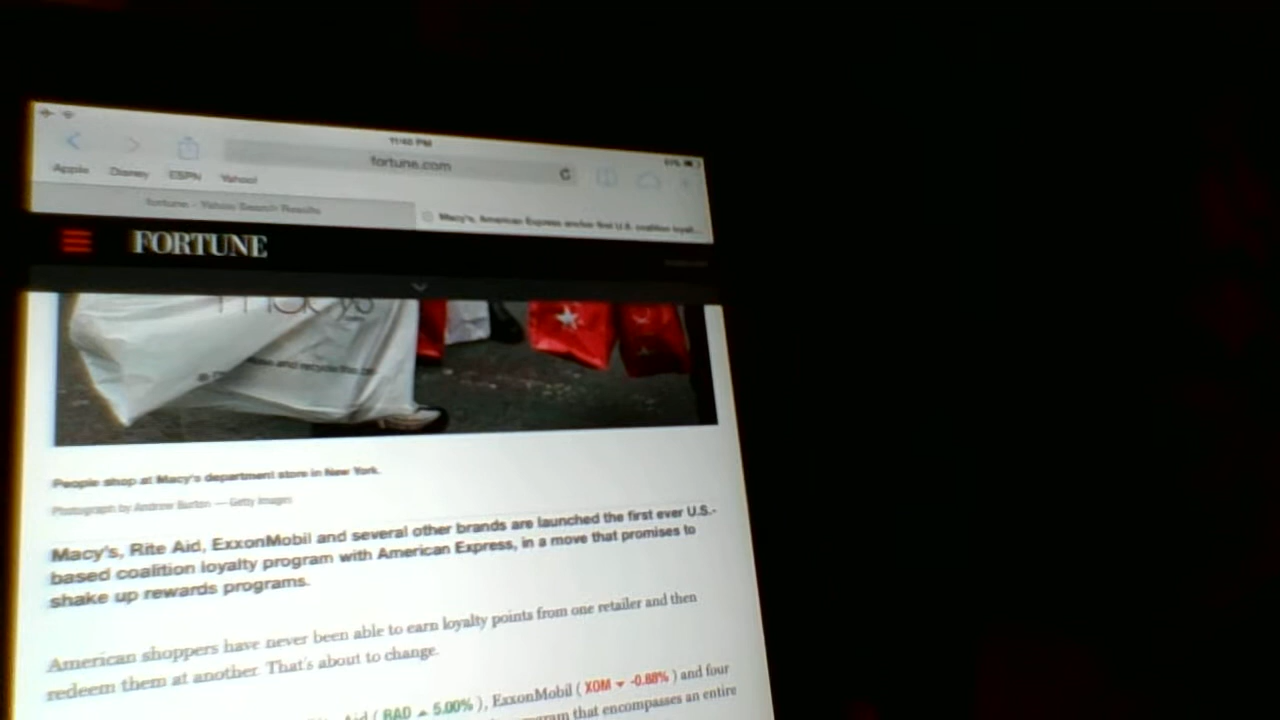 11:40 PM
fortune.com
Apple Disney ESPN Yahoo!
fortune - Yahoo Search Results
Macy's, American Express anchor first U.S. coalition loyalt...
FORTUNE
macy's
People shop at Macy's department store in New York.
Photograph by Andrew Burton — Getty Images
Macy's, Rite Aid, ExxonMobil and several other brands are launched the first ever U.S.-
based coalition loyalty program with American Express, in a move that promises to
shake up rewards programs.
American shoppers have never been able to earn loyalty points from one retailer and then
redeem them at another. That's about to change.
Aid ( RAD 5.00% ), ExxonMobil ( XOM -0.88% ) and four
program that encompasses an entire